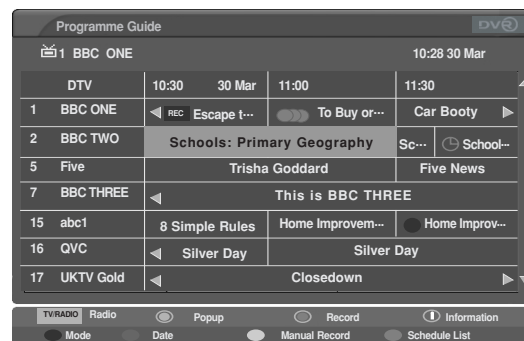 Programme Guide DVR
1 BBC ONE 10:28 30 Mar
DTV 10:30 30 Mar 11:00 11:30
1 BBC ONE REC Escape t··· To Buy or··· Car Booty
2 BBC TWO Schools: Primary Geography Sc··· School···
5 Five Trisha Goddard Five News
7 BBC THREE This is BBC THREE
15 abc1 8 Simple Rules Home Improvem··· Home Improv···
16 QVC Silver Day Silver Day
17 UKTV Gold Closedown
TV/RADIO Radio Popup Record Information
Mode Date Manual Record Schedule List